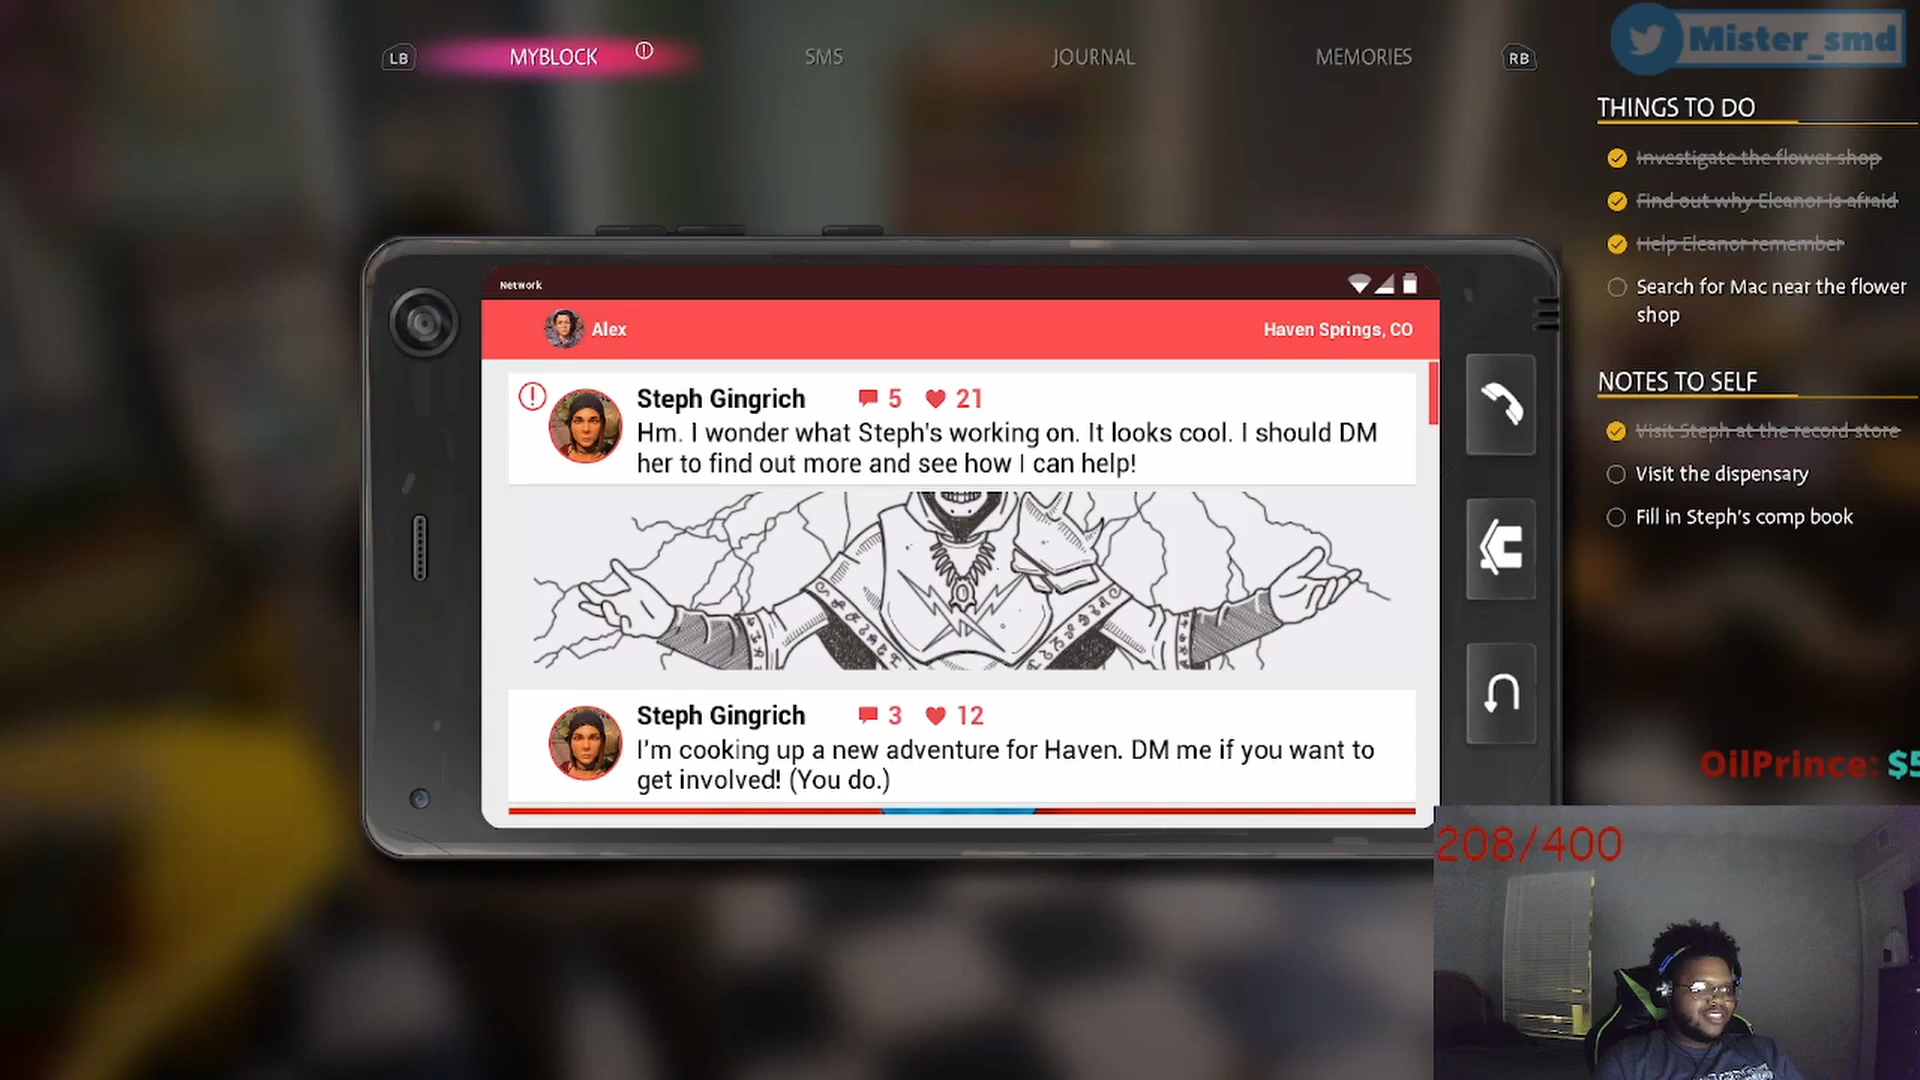 LB
MYBLOCK
SMS
JOURNAL
MEMORIES
RB
Mister_smd
THINGS TO DO
Investigate the flower shop
Find out why Eleanor is afraid
Help Eleanor remember
Search for Mac near the flower
shop
NOTES TO SELF
Visit Steph at the record store
Visit the dispensary
Fill in Steph's comp book
Network
Alex
Haven Springs, CO
Steph Gingrich 5 21
Hm. I wonder what Steph's working on. It looks cool. I should DM
her to find out more and see how I can help!
Steph Gingrich 3 12
I'm cooking up a new adventure for Haven. DM me if you want to
get involved! (You do.)
OilPrince: $5
208/400